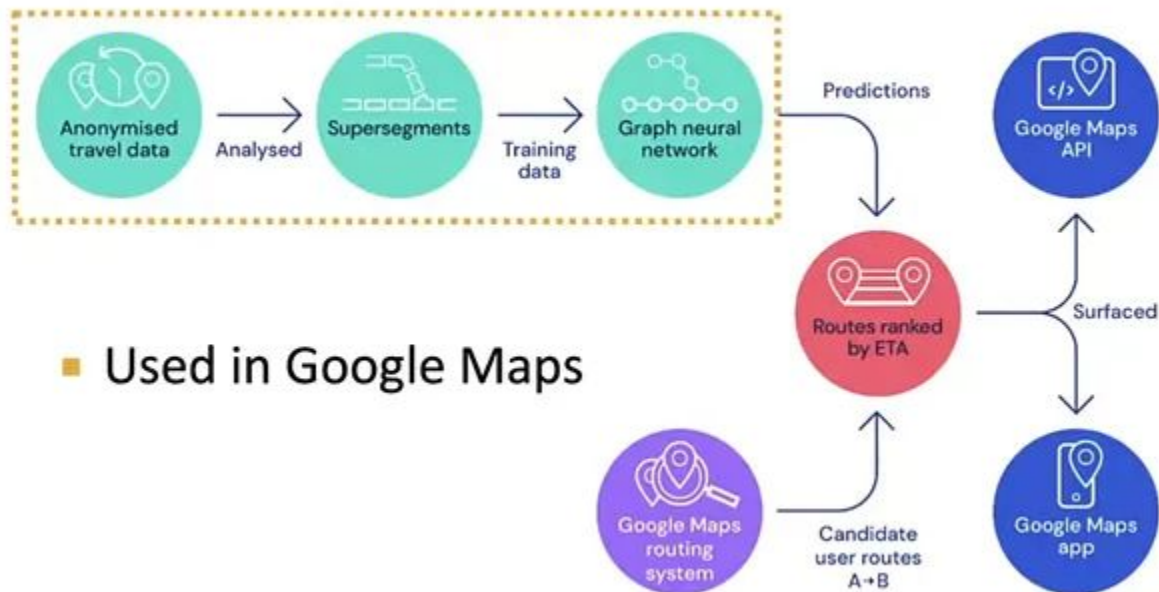 Anonymised
travel data
Analysed
Supersegments
Training
data
Graph neural
network
Predictions
</>
Google Maps
API
Routes ranked
by ETA
Surfaced
Used in Google Maps
Google Maps
routing
system
Candidate
user routes
A→B
Google Maps
app